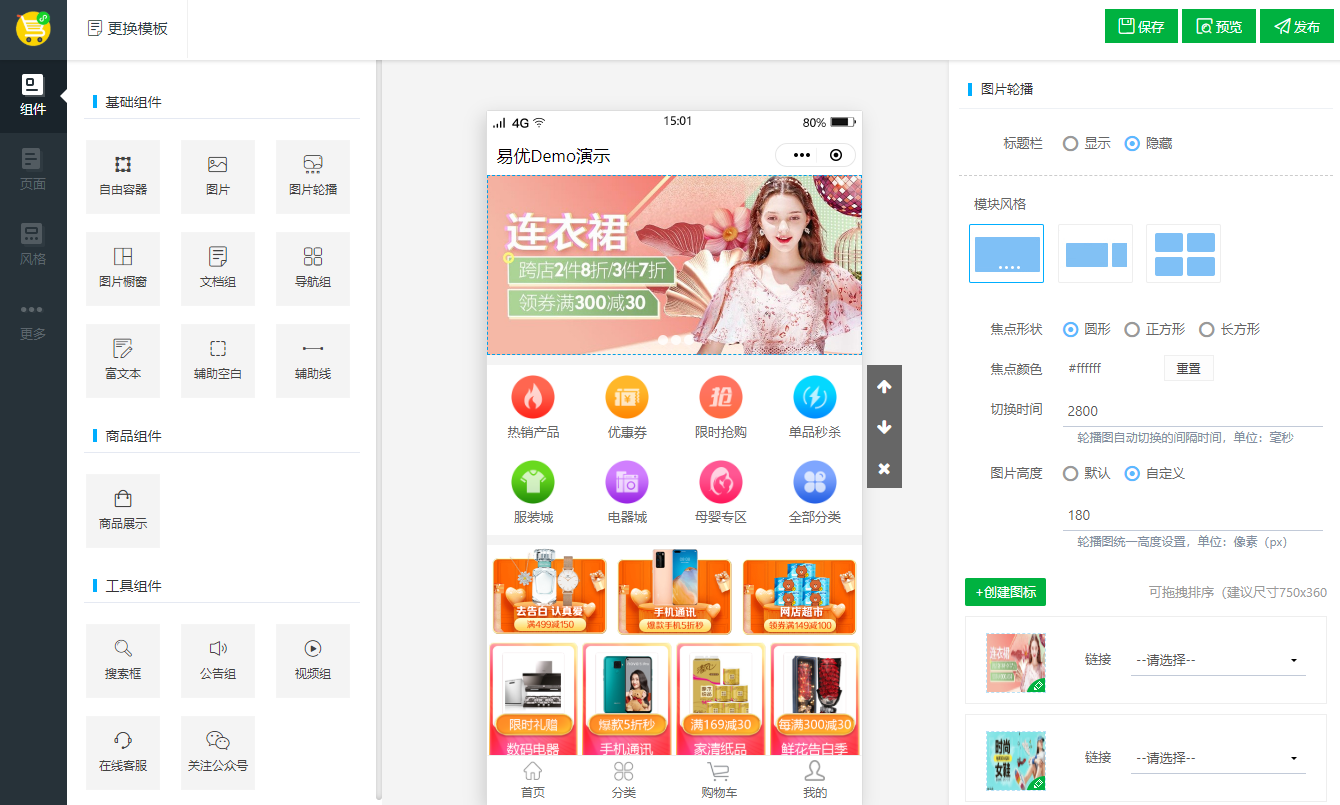 更换模板
保存
预览
发布
组件
页面
风格
更多
基础组件
自由容器
图片
图片轮播
图片橱窗
文档组
导航组
富文本
辅助空白
辅助线
商品组件
商品展示
工具组件
搜索框
公告组
视频组
在线客服
关注公众号
4G
15:01
80%
易优Demo演示
连衣裙
跨店2件8折/3件7折
领券满300减30
热销产品
优惠券
限时抢购
单品秒杀
服装城
电器城
母婴专区
全部分类
去告白 认真爱
满499减150
手机通讯
爆款手机5折秒
网店超市
领券满149减100
限时礼赠
爆款5折秒
满169减30
每满300减30
数码电器
手机通讯
家清纸品
鲜花告白季
首页
分类
购物车
我的
图片轮播
标题栏
显示
隐藏
模块风格
焦点形状
圆形
正方形
长方形
焦点颜色
#ffffff
重置
切换时间
2800
轮播图自动切换的间隔时间，单位：毫秒
图片高度
默认
自定义
180
轮播图统一高度设置，单位：像素（px）
+创建图标
可拖拽排序（建议尺寸750x360
连衣裙
链接
--请选择--
时尚
女鞋
链接
--请选择--